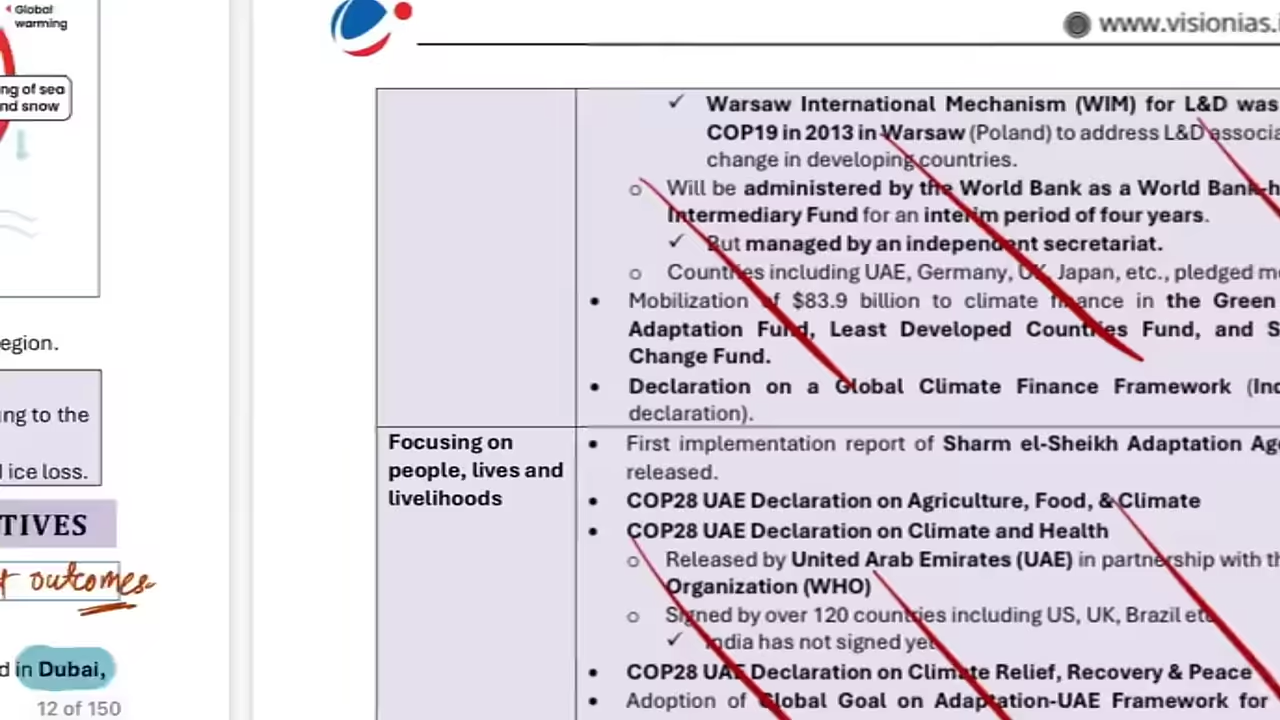 Global
warming
ng of sea
nd snow
egion.
ng to the
ice loss.
TIVES
outcomes
in Dubai,
12 of 150
www.visionias.i
✓ Warsaw International Mechanism (WIM) for L&D was
COP19 in 2013 in Warsaw (Poland) to address L&D associa
change in developing countries.
o Will be administered by the World Bank as a World Bank-h
Intermediary Fund for an interim period of four years.
✓ But managed by an independent secretariat.
o Countries including UAE, Germany, UK, Japan, etc., pledged m
• Mobilization of $83.9 billion to climate finance in the Green
Adaptation Fund, Least Developed Countries Fund, and S
Change Fund.
• Declaration on a Global Climate Finance Framework (Ind
declaration).
Focusing on
people, lives and
livelihoods
• First implementation report of Sharm el-Sheikh Adaptation Age
released.
• COP28 UAE Declaration on Agriculture, Food, & Climate
• COP28 UAE Declaration on Climate and Health
o Released by United Arab Emirates (UAE) in partnership with th
Organization (WHO)
o Signed by over 120 countries including US, UK, Brazil etc
✓ India has not signed yet
• COP28 UAE Declaration on Climate Relief, Recovery & Peace
• Adoption of Global Goal on Adaptation-UAE Framework for